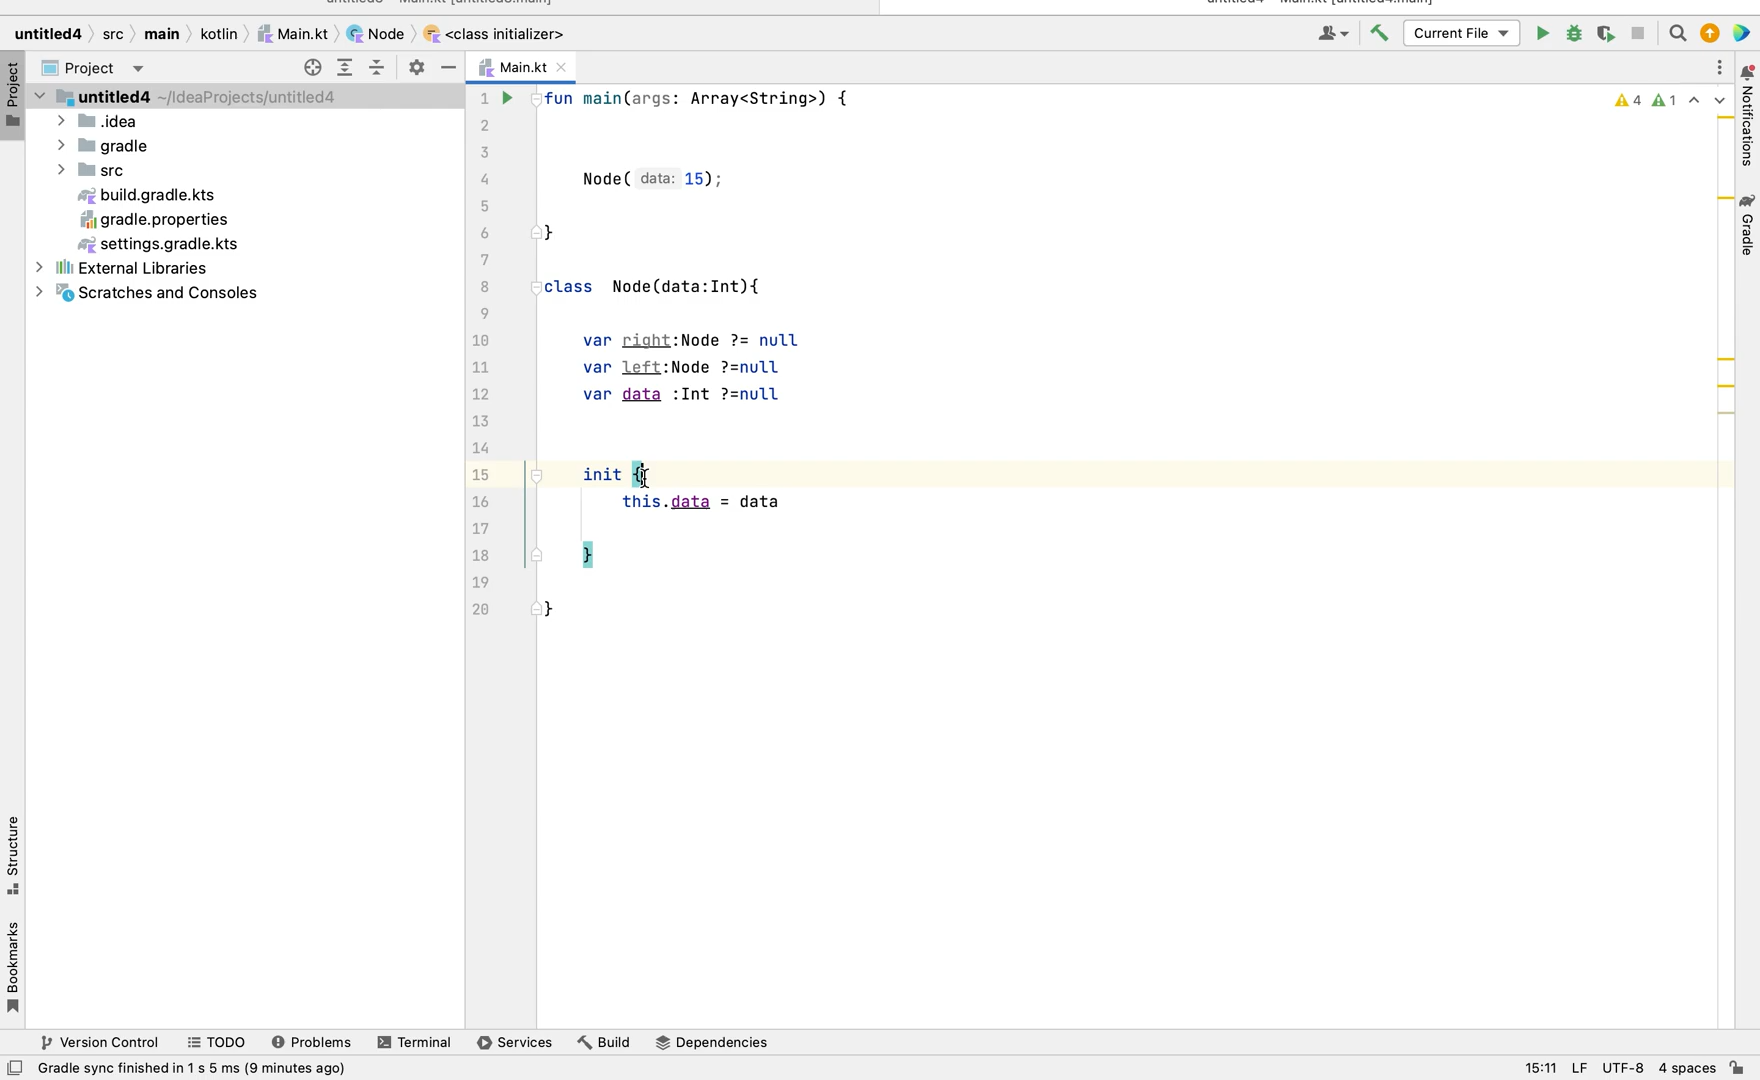 untitled4 src main kotlin Main.kt Node <class initializer> Current File
Project
Project
untitled4 ~/IdeaProjects/untitled4
.idea
gradle
src
build.gradle.kts
gradle.properties
settings.gradle.kts
External Libraries
Scratches and Consoles
Structure
Bookmarks
Main.kt
1 fun main(args: Array<String>) {
2
3
4 Node( data: 15);
5
6 }
7
8 class  Node(data:Int){
9
10 var right:Node ?= null
11 var left:Node ?=null
12 var data :Int ?=null
13
14
15 init {
16 this.data = data
17
18 }
19
20 }
4 1
Notifications
Gradle
Version Control TODO Problems Terminal Services Build Dependencies
Gradle sync finished in 1 s 5 ms (9 minutes ago) 15:11 LF UTF-8 4 spaces